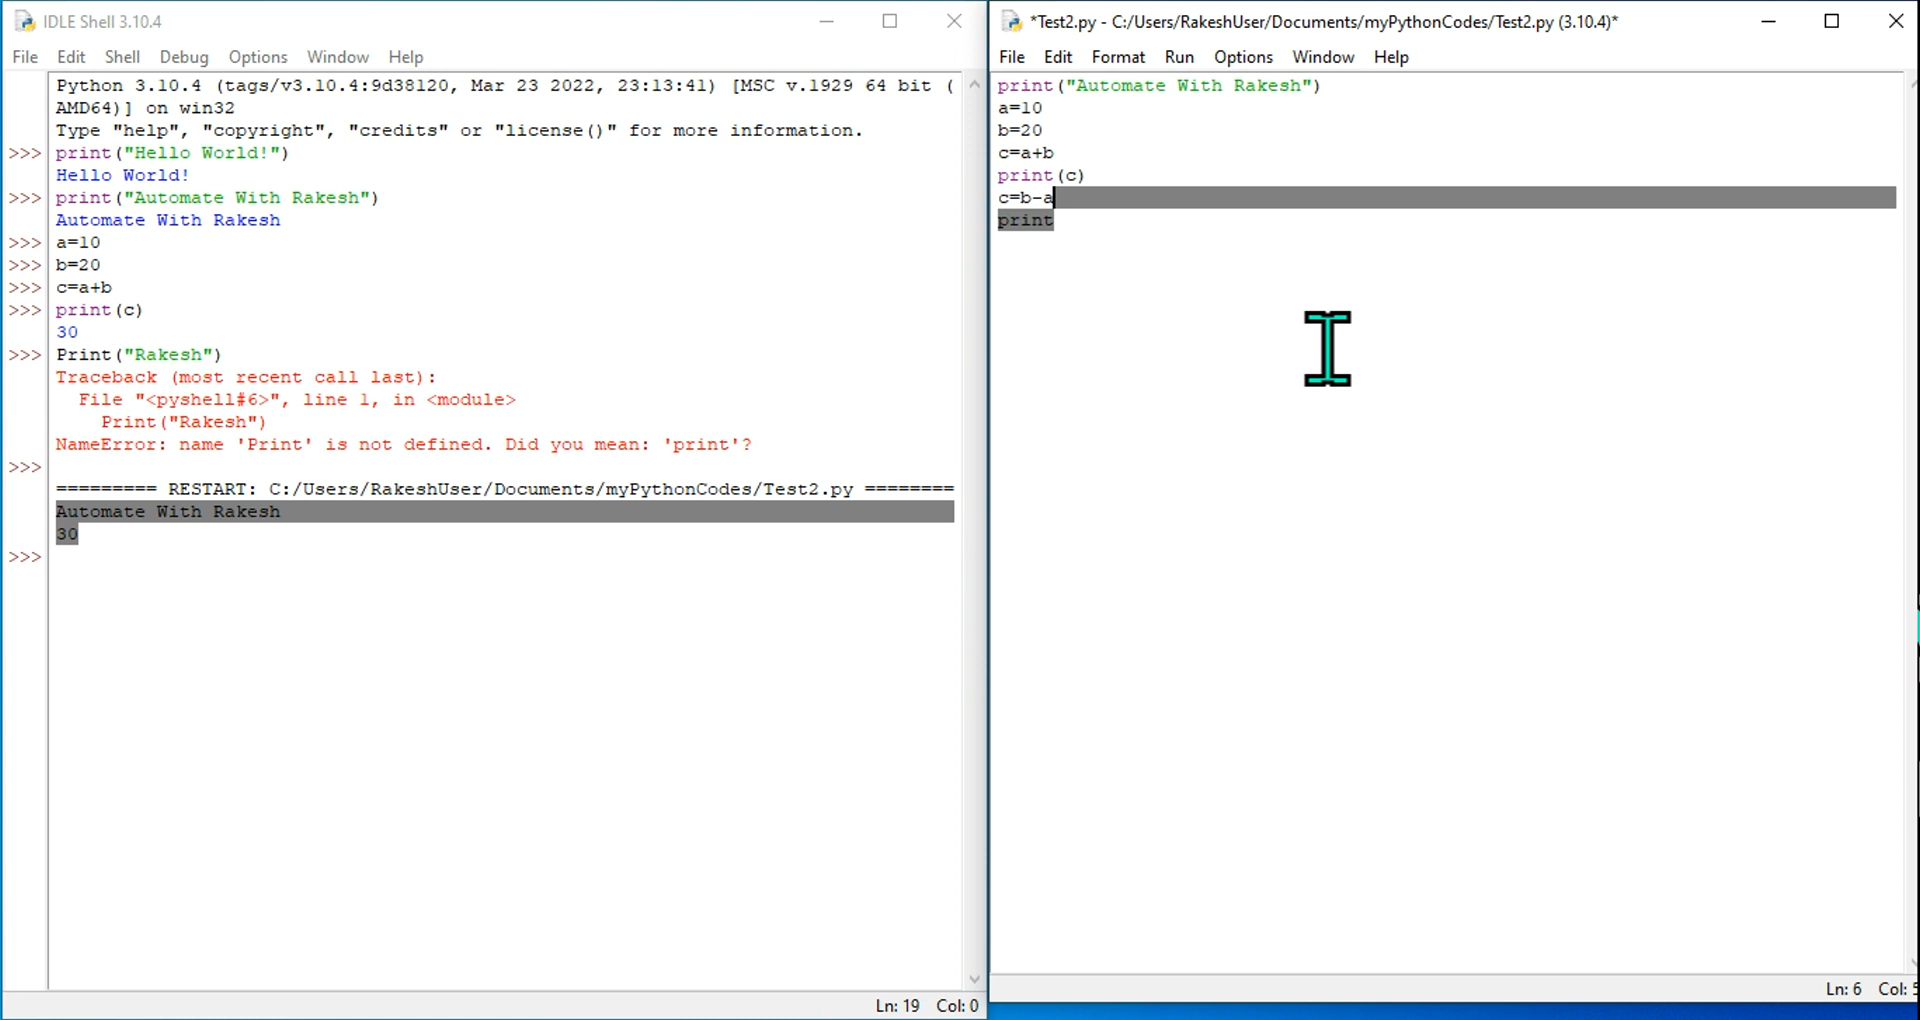 IDLE Shell 3.10.4
File Edit Shell Debug Options Window Help
Python 3.10.4 (tags/v3.10.4:9d38120, Mar 23 2022, 23:13:41) [MSC v.1929 64 bit (
AMD64)] on win32
Type "help", "copyright", "credits" or "license()" for more information.
>>> print("Hello World!")
Hello World!
>>> print("Automate With Rakesh")
Automate With Rakesh
>>> a=10
>>> b=20
>>> c=a+b
>>> print(c)
30
>>> Print("Rakesh")
Traceback (most recent call last):
  File "<pyshell#6>", line 1, in <module>
    Print("Rakesh")
NameError: name 'Print' is not defined. Did you mean: 'print'?
>>>
========= RESTART: C:/Users/RakeshUser/Documents/myPythonCodes/Test2.py ========
Automate With Rakesh
30
>>>
Ln: 19 Col: 0
*Test2.py - C:/Users/RakeshUser/Documents/myPythonCodes/Test2.py (3.10.4)*
File Edit Format Run Options Window Help
print("Automate With Rakesh")
a=10
b=20
c=a+b
print(c)
c=b-a
print
Ln: 6 Col: 5